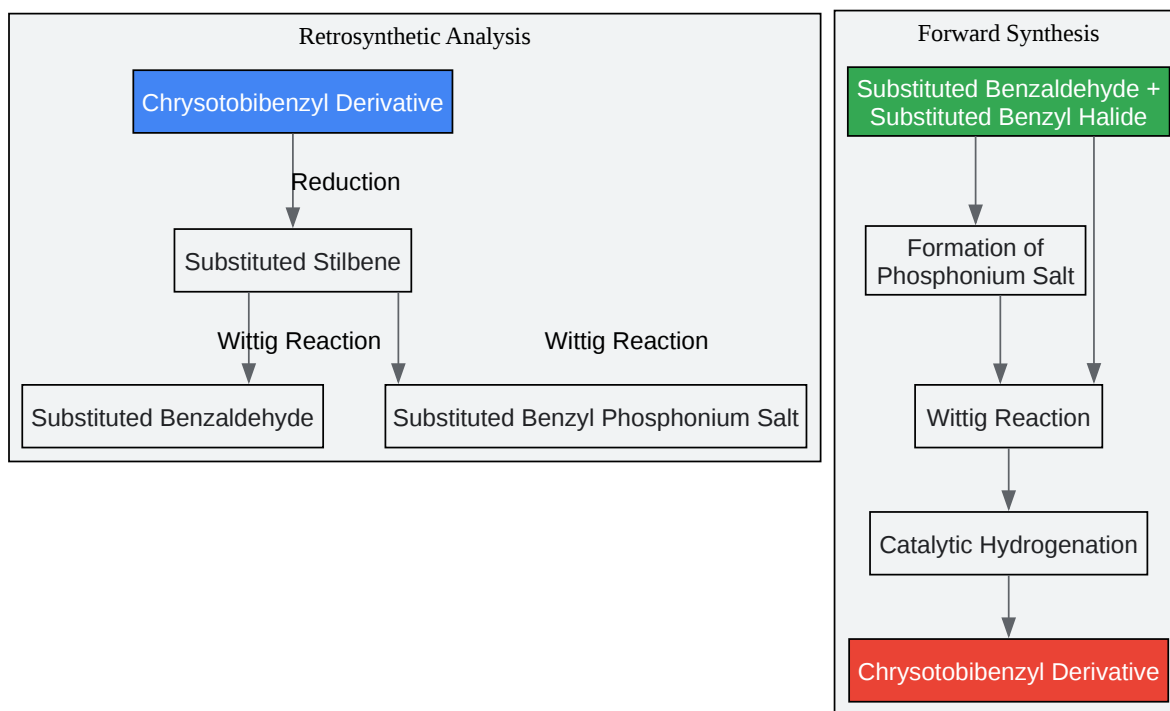 Retrosynthetic Analysis
Chrysotobibenzyl Derivative
Reduction
Substituted Stilbene
Wittig Reaction
Wittig Reaction
Substituted Benzaldehyde
Substituted Benzyl Phosphonium Salt
Forward Synthesis
Substituted Benzaldehyde +
Substituted Benzyl Halide
Formation of
Phosphonium Salt
Wittig Reaction
Catalytic Hydrogenation
Chrysotobibenzyl Derivative